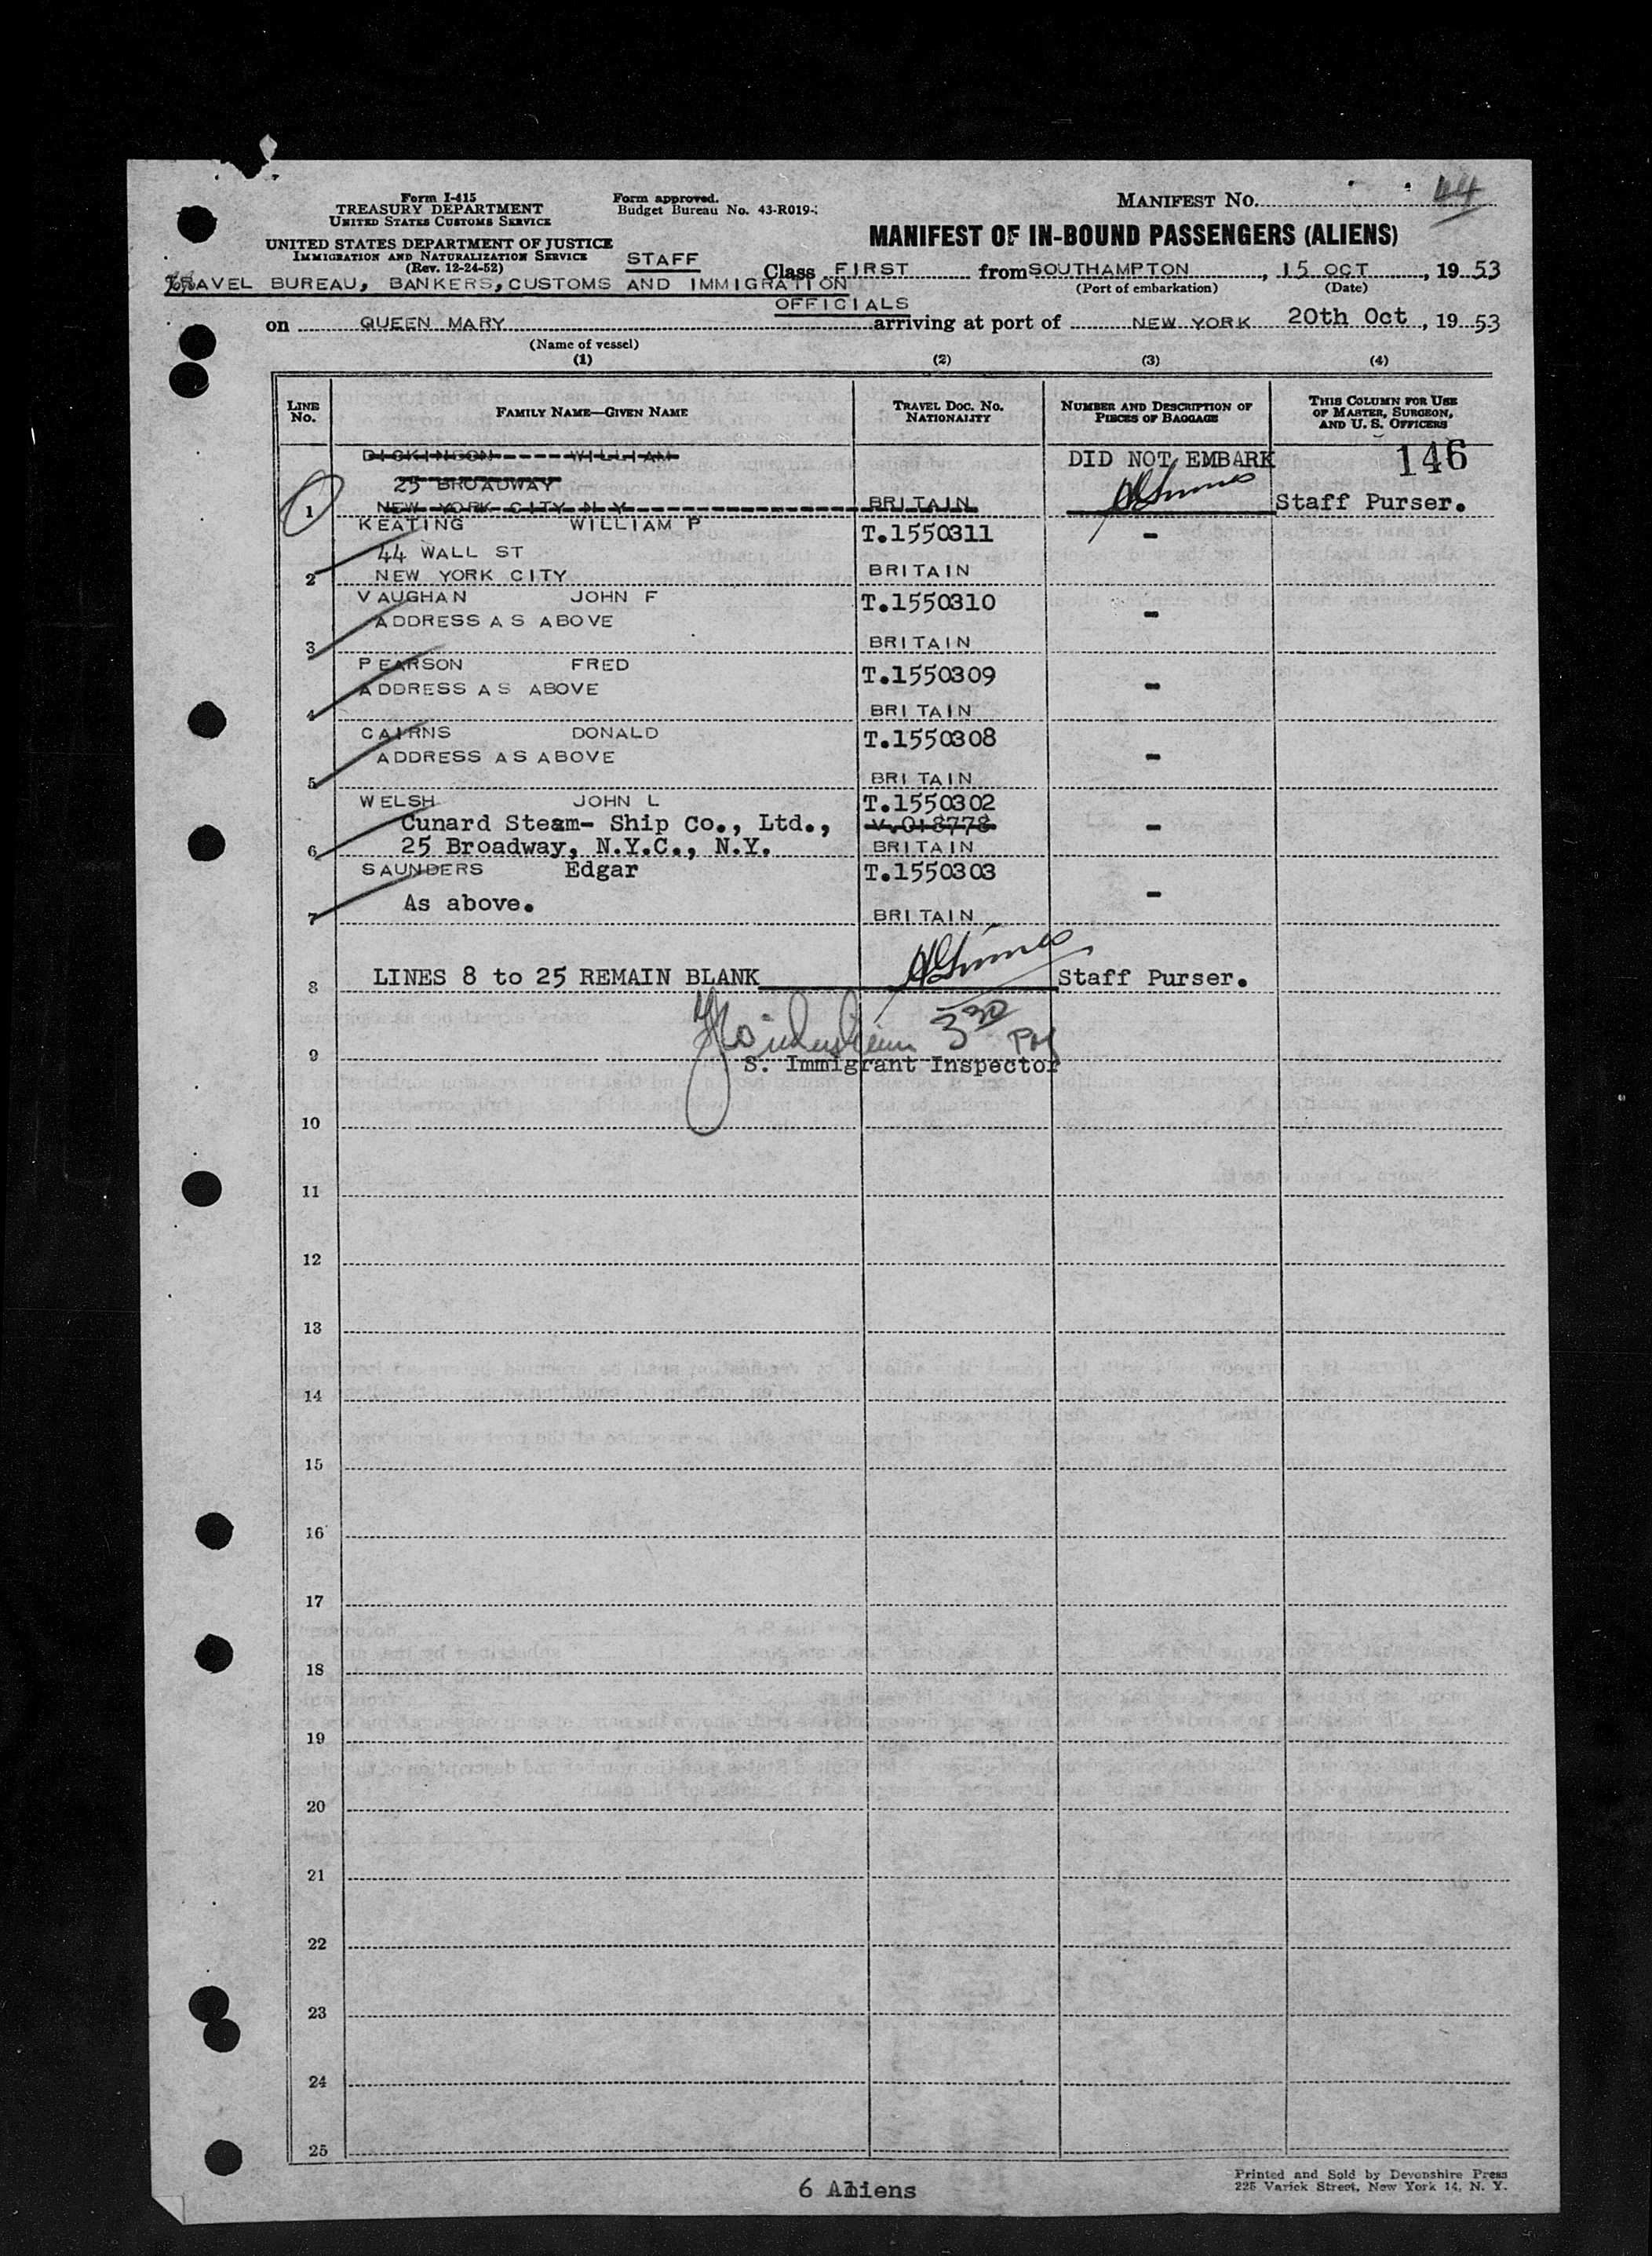 Form I-415
TREASURY DEPARTMENT
UNITED STATES CUSTOMS SERVICE
Form approved.
Budget Bureau No. 43-R019-
MANIFEST NO. 44
UNITED STATES DEPARTMENT OF JUSTICE
IMMIGRATION AND NATURALIZATION SERVICE
(Rev. 12-24-52)
MANIFEST OF IN-BOUND PASSENGERS (ALIENS)
STAFF
Class FIRST from SOUTHAMPTON, 15 OCT, 1953
(Port of embarkation) (Date)
TRAVEL BUREAU, BANKERS, CUSTOMS AND IMMIGRATION
OFFICIALS
on QUEEN MARY arriving at port of NEW YORK 20th Oct, 1953
(Name of vessel)
(1) (2) (3) (4)
LINE NO. FAMILY NAME—GIVEN NAME TRAVEL DOC. NO. NATIONALITY NUMBER AND DESCRIPTION OF PIECES OF BAGGAGE THIS COLUMN FOR USE OF MASTER, SURGEON, AND U. S. OFFICERS
DICKINSON WILLIAM DID NOT EMBARK 146
25 BROADWAY
1 NEW YORK CITY N Y BRITAIN Staff Purser.
KEATING WILLIAM P T.1550311 -
44 WALL ST
2 NEW YORK CITY BRITAIN
VAUGHAN JOHN F T.1550310 -
ADDRESS AS ABOVE
3 BRITAIN
PEARSON FRED T.1550309 -
ADDRESS AS ABOVE
4 BRITAIN
CAIRNS DONALD T.1550308 -
ADDRESS AS ABOVE
5 BRITAIN
WELSH JOHN L T.1550302
Cunard Steam- Ship Co., Ltd., -
6 25 Broadway, N.Y.C., N.Y. BRITAIN
SAUNDERS Edgar T.1550303 -
As above.
7 BRITAIN
8 LINES 8 to 25 REMAIN BLANK Staff Purser.
3RD
9 S. Immigrant Inspector
10
11
12
13
14
15
16
17
18
19
20
21
22
23
24
25
6 Aliens
Printed and Sold by Devonshire Press
225 Varick Street, New York 14, N. Y.